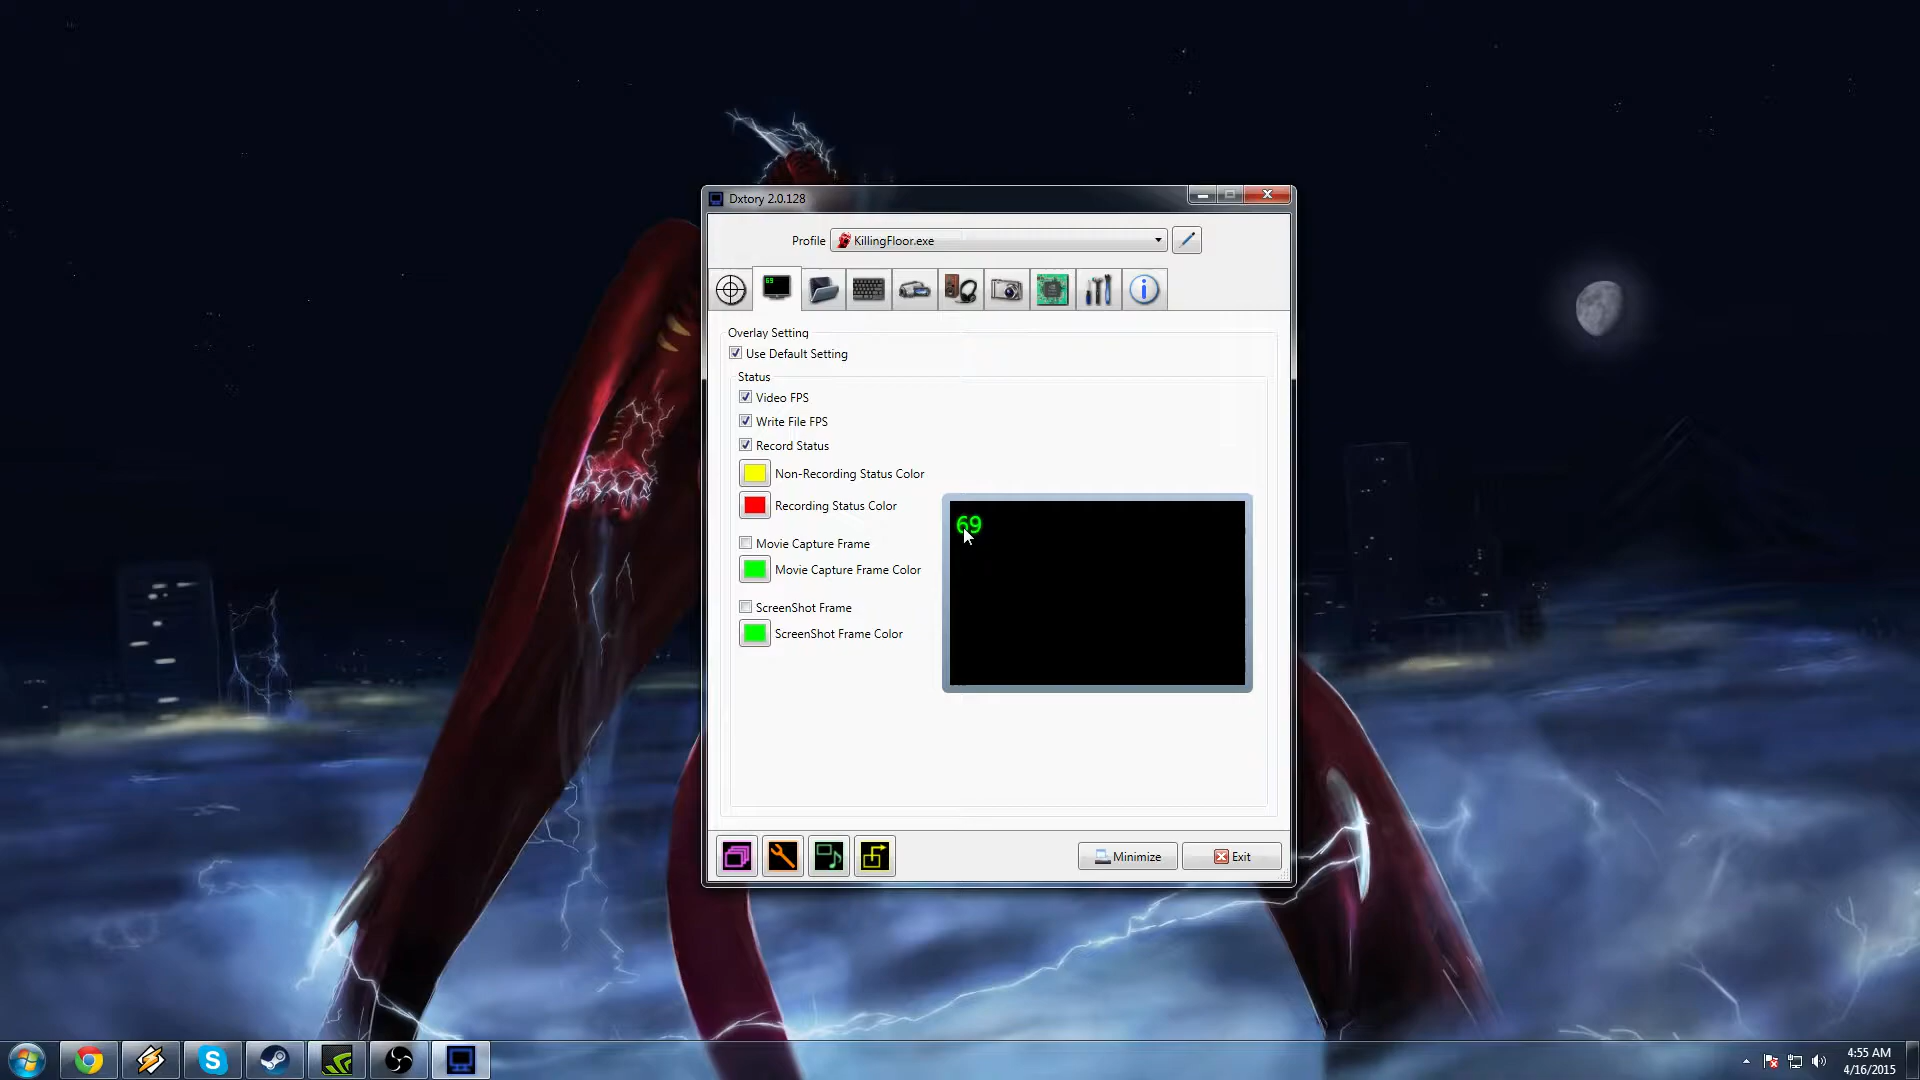 Dxtory 2.0.128
Profile KillingFloor.exe
69
Overlay Setting
Use Default Setting
Status
Video FPS
Write File FPS
Record Status
Non-Recording Status Color
Recording Status Color
69
Movie Capture Frame
Movie Capture Frame Color
ScreenShot Frame
ScreenShot Frame Color
Minimize Exit
4:55 AM
4/16/2015